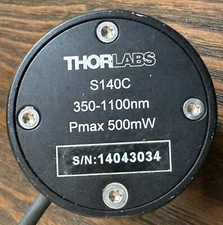 THORLABS
S140C
350-1100nm
Pmax 500mW
S/N:14043034